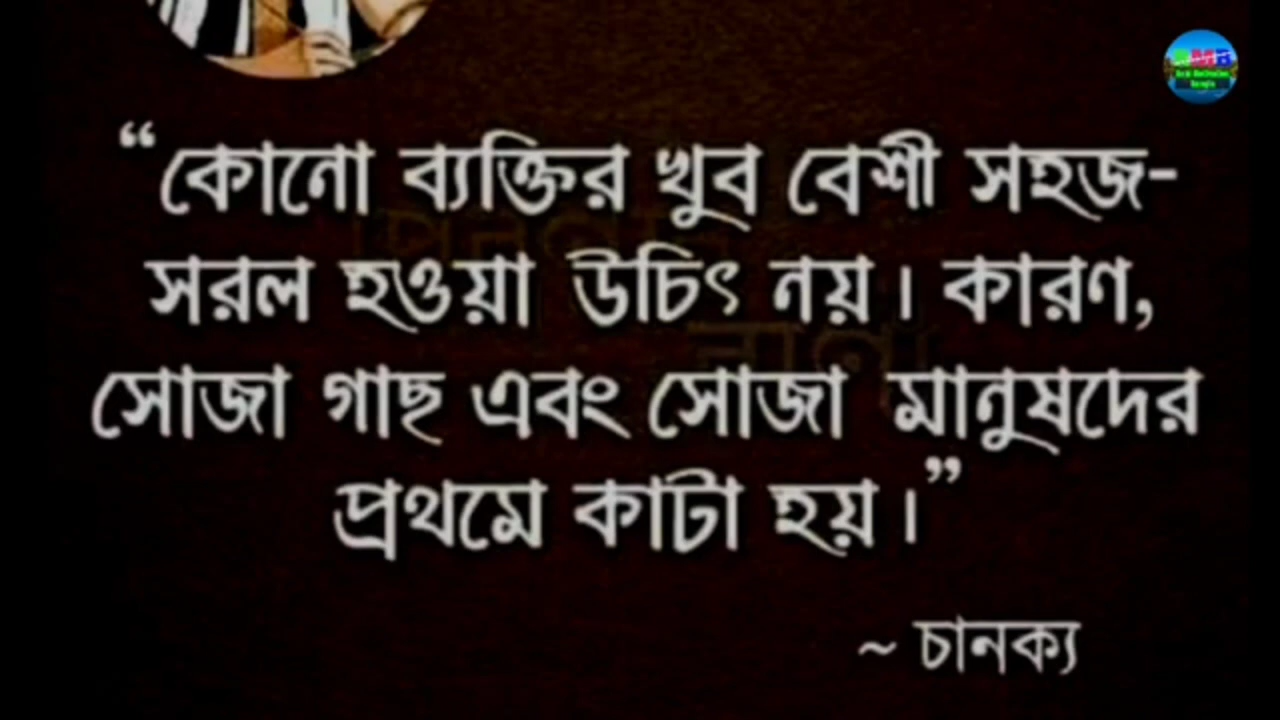 “কোনো ব্যক্তির খুব বেশী সহজ-
সরল হওয়া উচিৎ নয়। কারণ,
সোজা গাছ এবং সোজা মানুষদের
প্রথমে কাটা হয়।”
~ চানক্য